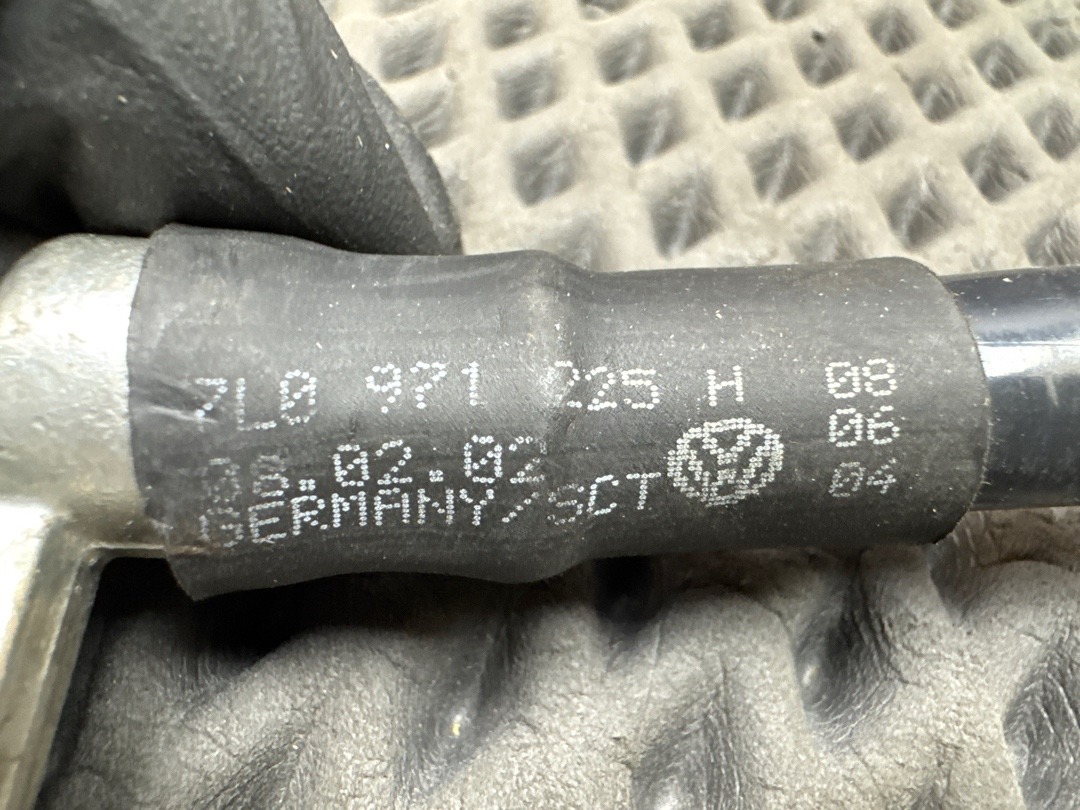 7L0 971 225 H 08
.02.02 06
GERMANY/SCT 04